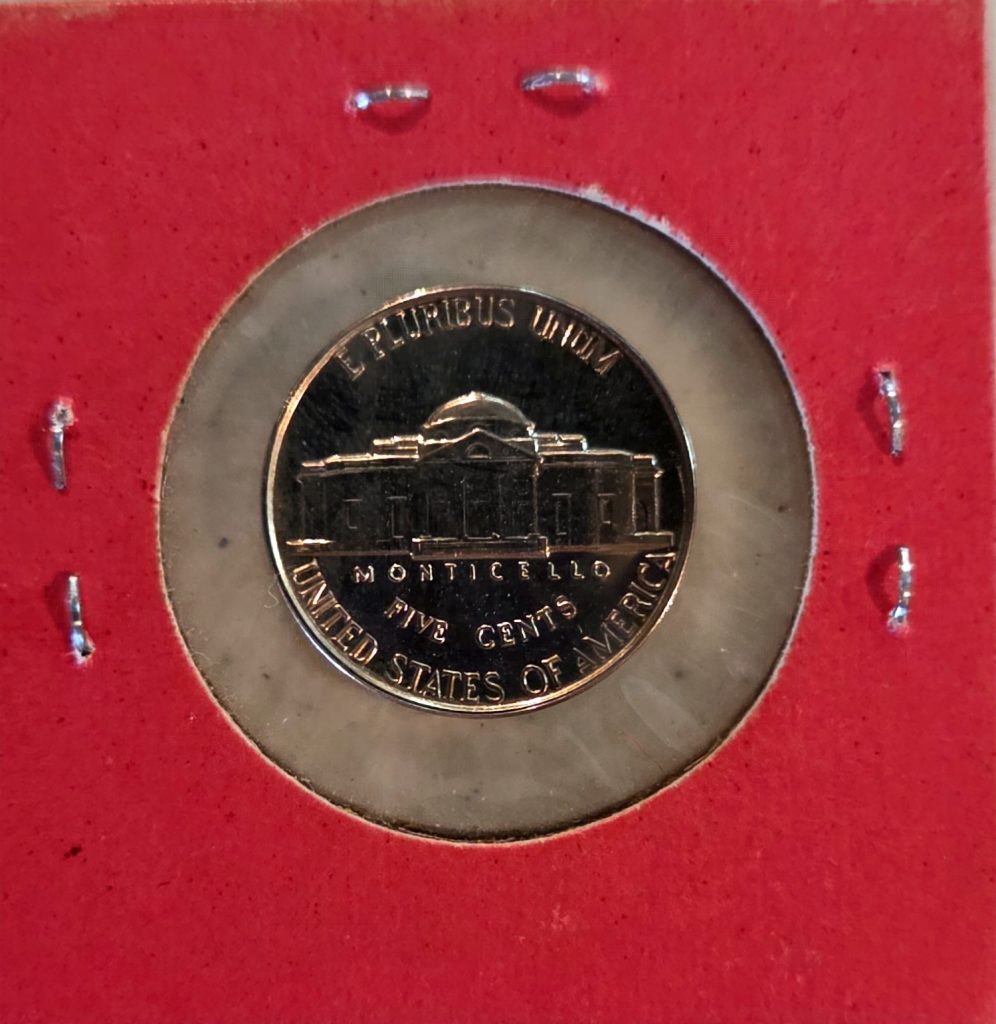 E PLURIBUS UNUM
MONTICELLO
FIVE CENTS
UNITED STATES OF AMERICA